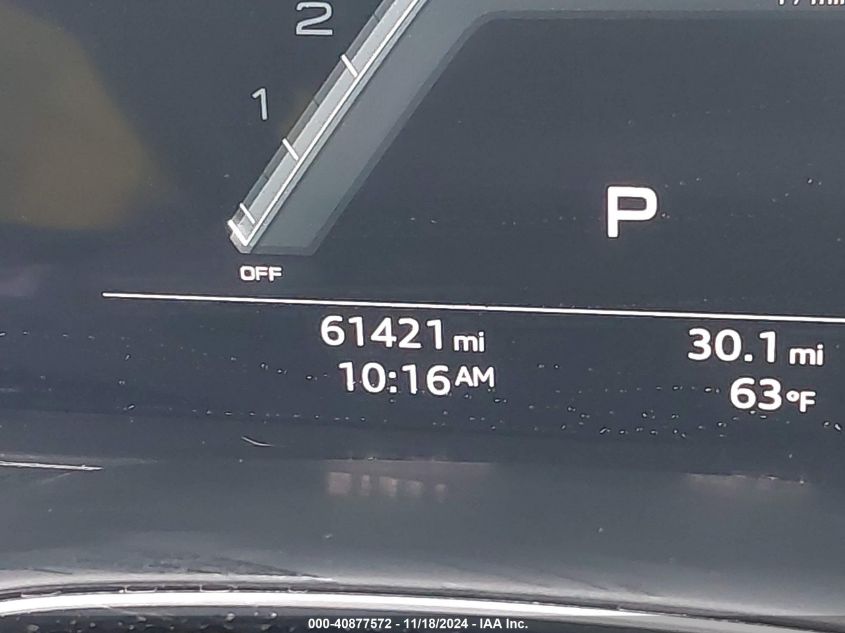 2
1
P
OFF
61421 mi
30.1 mi
10:16 AM
63 °F
000-40877572 - 11/18/2024 - IAA Inc.